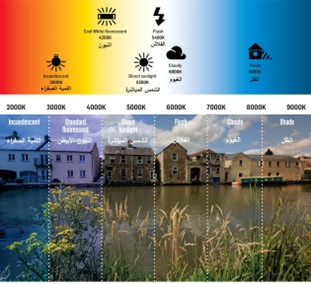 Cool White fluorescent
4200K
النيون
Flash
5400K
الفلاش
Incandescent
3000K
اللمبة الصفراء
Direct sunlight
5200K
الشمس المباشرة
Cloudy
6000K
الغيوم
Shade
8000K
الظل
2000K 3000K 4000K 5000K 6000K 7000K 8000K 9000K
Incandescent
اللمبة الصفراء
Standard
fluorescent
النيون الأبيض
Direct
sunlight
الشمس المباشرة
Flash
الفلاش
Cloudy
الغيوم
Shade
الظل